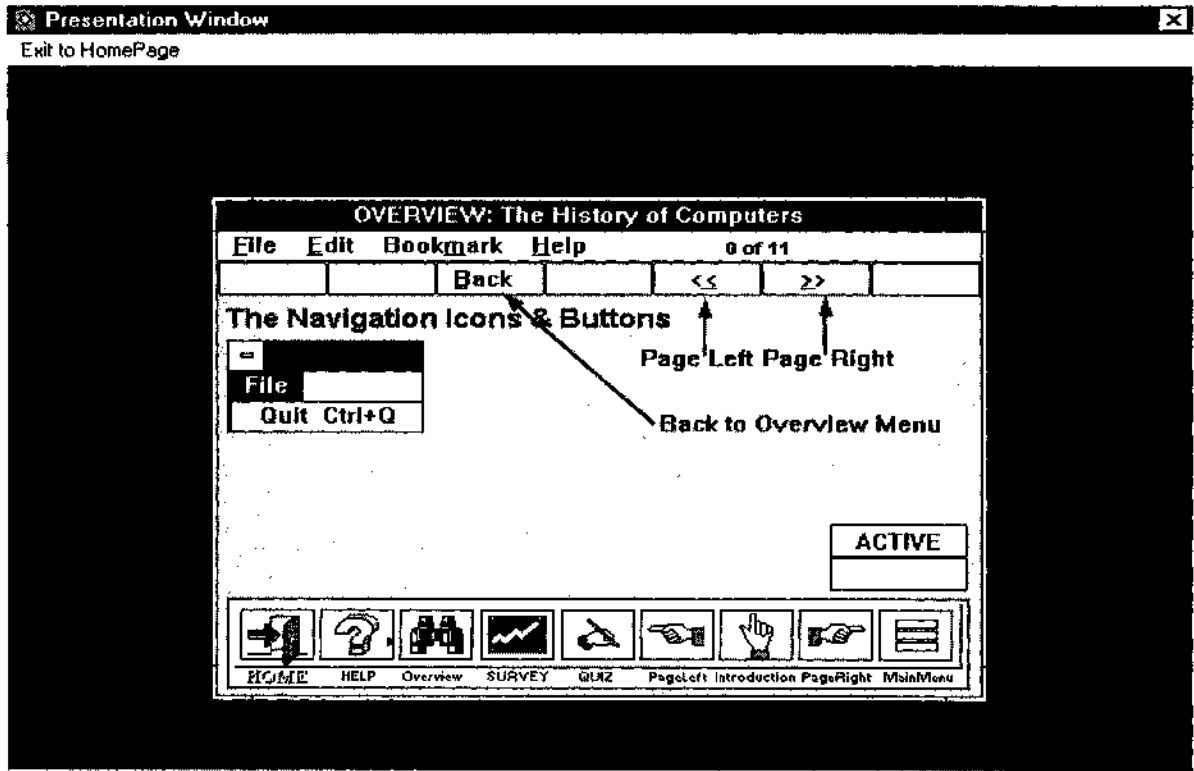 Presentation Window
Exit to HomePage
OVERVIEW: The History of Computers
File Edit Bookmark Help 0 of 11
Back << >>
The Navigation Icons & Buttons
Page Left Page Right
File
Quit Ctrl+Q
Back to Overview Menu
ACTIVE
HOME HELP Overview SURVEY QUIZ PageLeft Introduction PageRight MainMenu